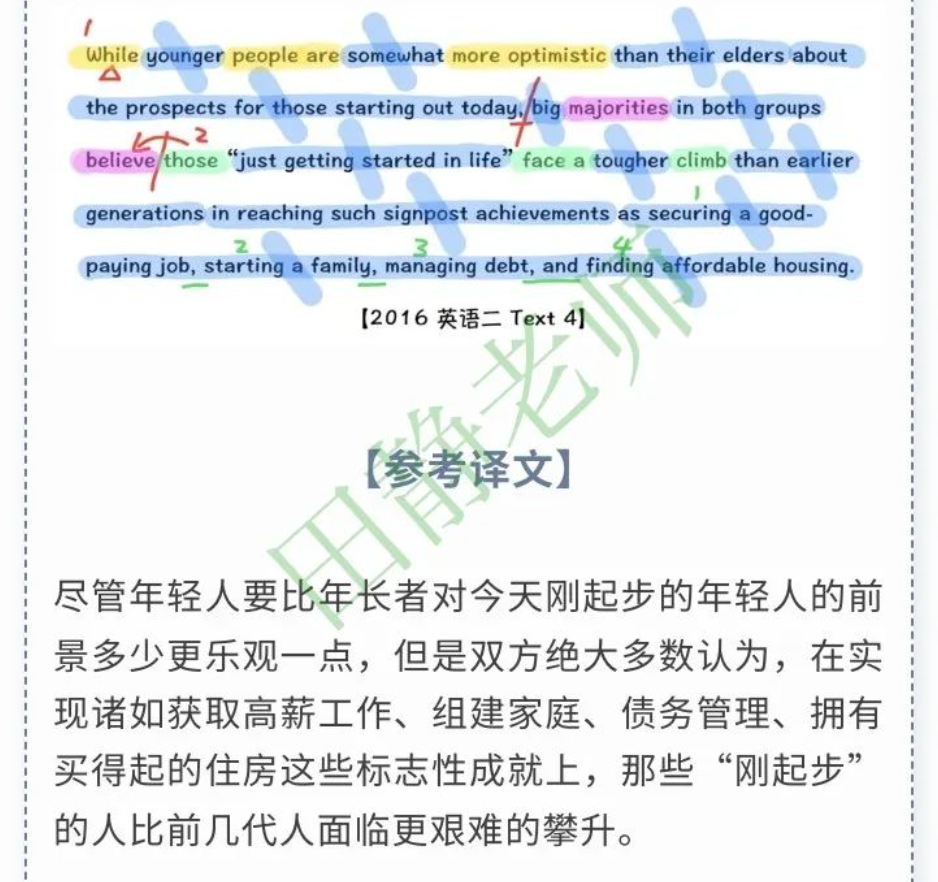 1
While younger people are somewhat more optimistic than their elders about
the prospects for those starting out today, big majorities in both groups
2
believe those “just getting started in life” face a tougher climb than earlier
1
generations in reaching such signpost achievements as securing a good-
2 3 4
paying job, starting a family, managing debt, and finding affordable housing.
【2016 英语二 Text 4】
田静老师
【参考译文】
尽管年轻人要比年长者对今天刚起步的年轻人的前
景多少更乐观一点，但是双方绝大多数认为，在实
现诸如获取高薪工作、组建家庭、债务管理、拥有
买得起的住房这些标志性成就上，那些“刚起步”
的人比前几代人面临更艰难的攀升。